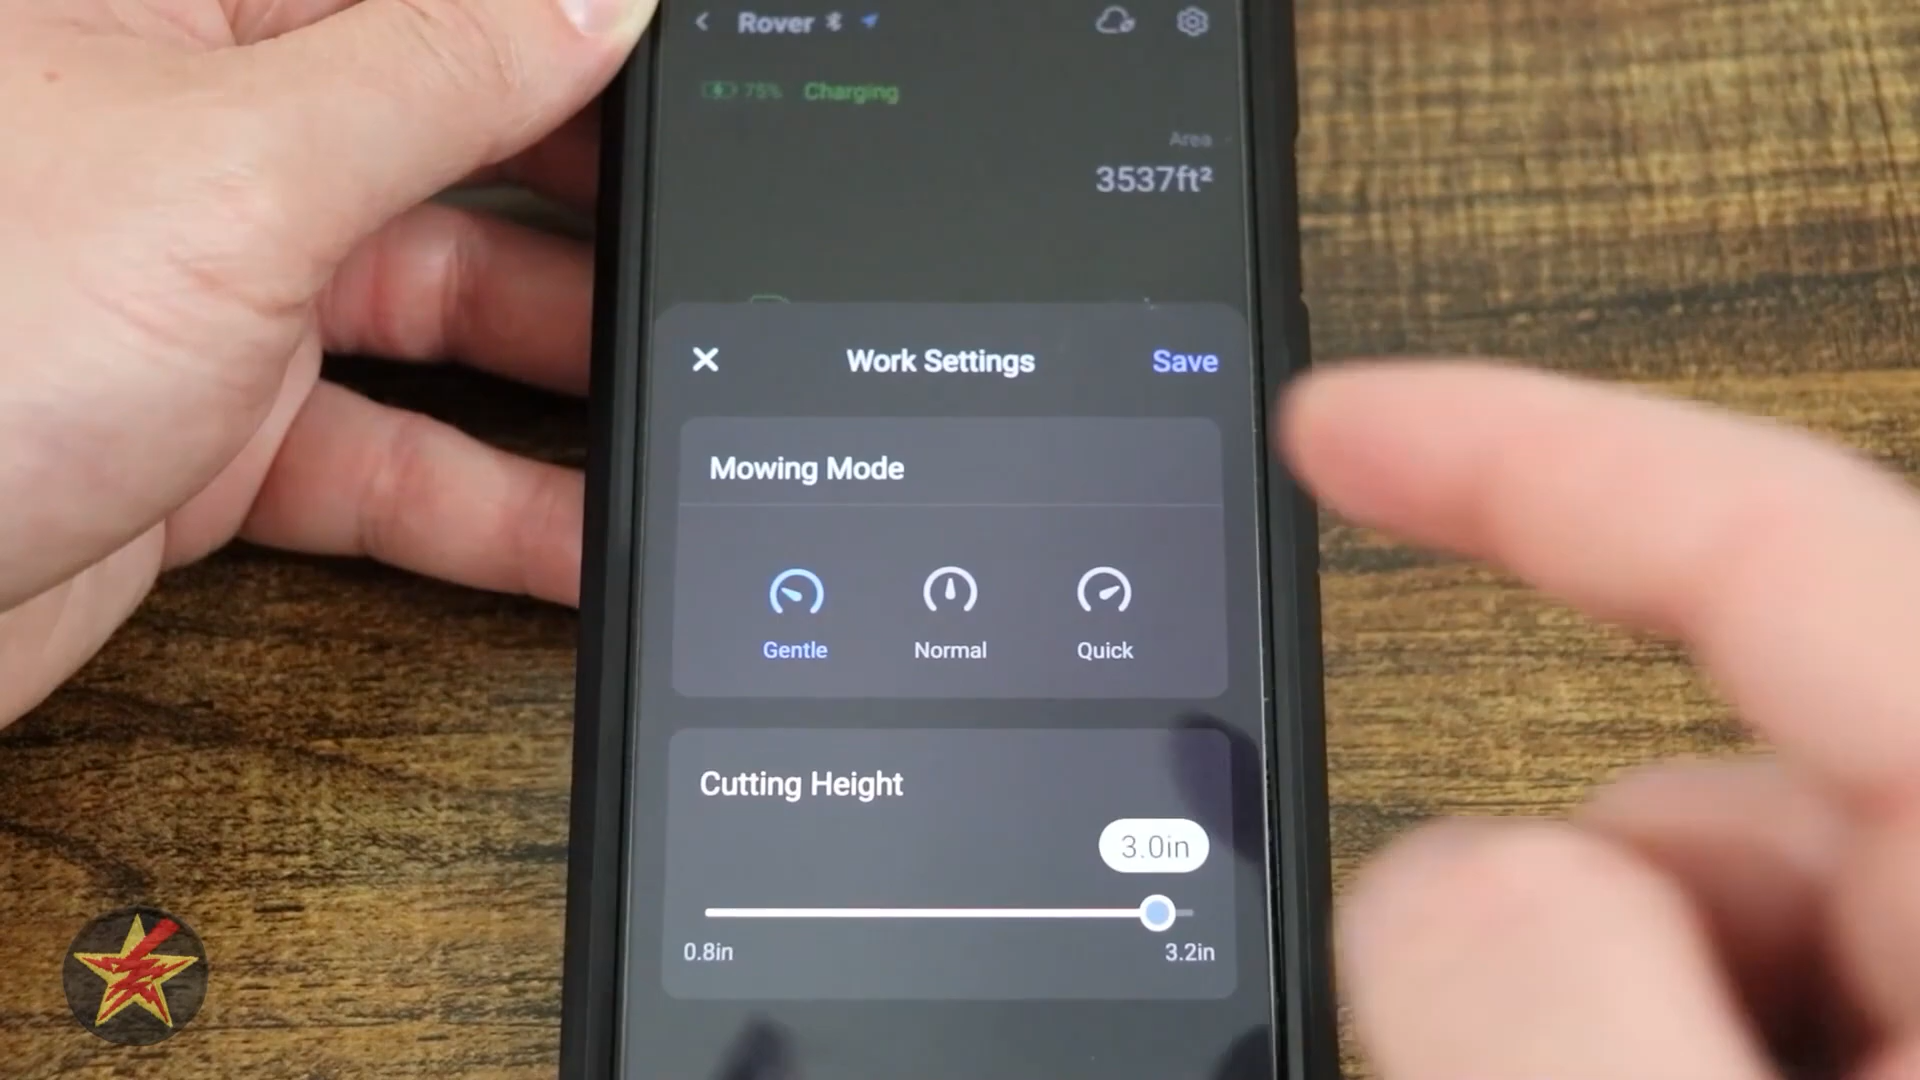 Rover
75% Charging
Area
3537ft²
Work Settings
Save
Mowing Mode
Gentle
Normal
Quick
Cutting Height
3.0in
0.8in
3.2in